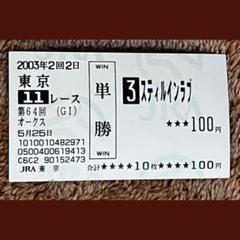 2003年2回2日
東京
11レース
第64回 (GI)
オークス
5月25日
1010010482971
0500400619413
C6C2 90152473
JRA東京
WIN
単勝
WIN
3 スティルインラブ
☆☆☆100円
JRA
合計☆☆☆☆10枚☆☆☆☆100円